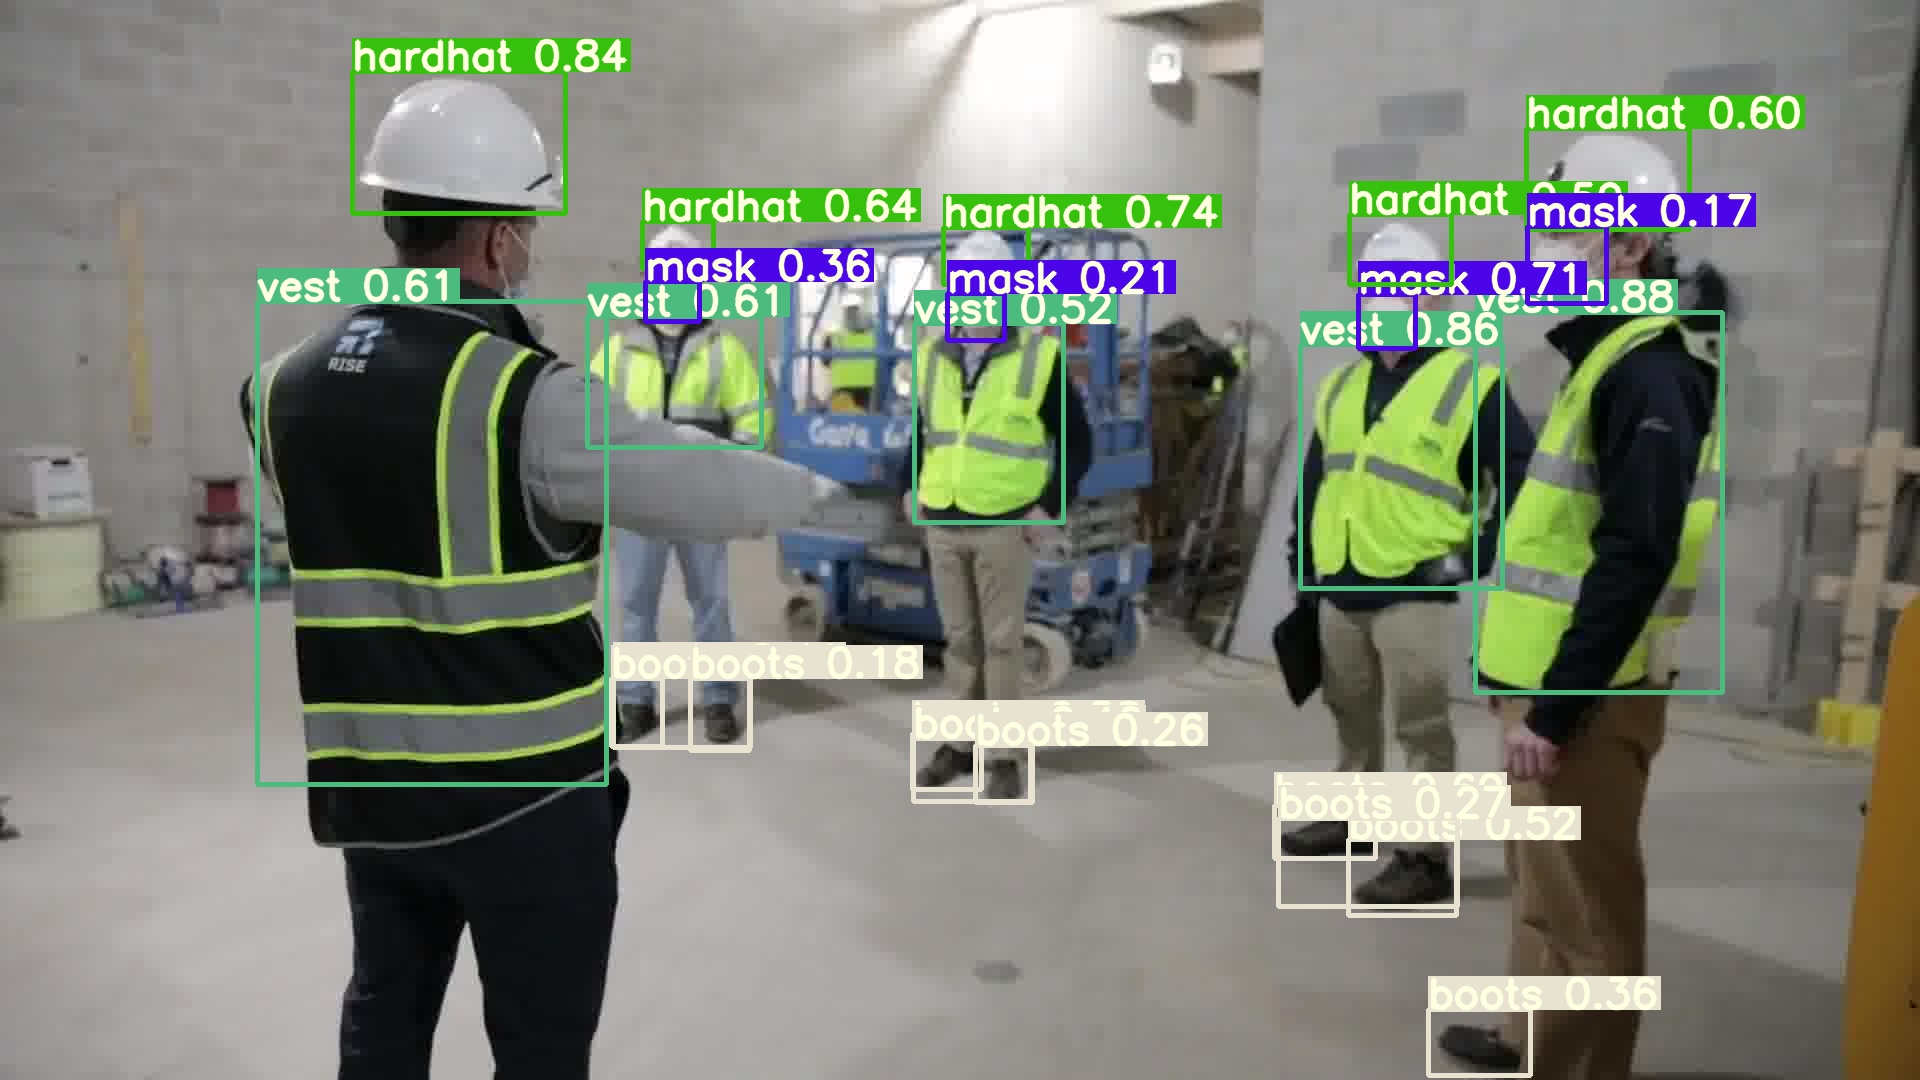 hardhat 0.84
hardhat 0.60
hardhat 0.64
hardhat 0.74
hardhat
mask 0.17
mask 0.36
mask 0.21
mask 0.71
vest 0.61
vest 0.61
vest 0.52
vest 0.88
vest 0.86
RISE
boots 0.18
boots 0.26
boots 0.27
boots 0.52
boots 0.36